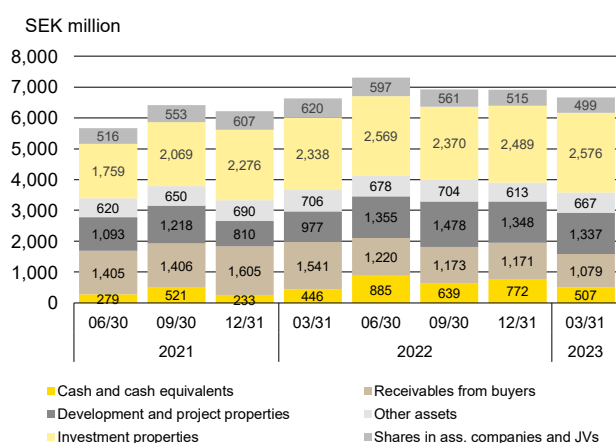 SEK million
8,000
7,000
6,000
5,000
4,000
3,000
2,000
1,000
0
516 553 607 620 597 561 515 499
1,759 2,069 2,276 2,338 2,569 2,370 2,489 2,576
620 650 690 706 678 704 613 667
1,093 1,218 810 977 1,355 1,478 1,348 1,337
1,405 1,406 1,605 1,541 1,220 1,173 1,171 1,079
279 521 233 446 885 639 772 507
06/30 09/30 12/31 03/31 06/30 09/30 12/31 03/31
2021 2022 2023
Cash and cash equivalents Receivables from buyers
Development and project properties Other assets
Investment properties Shares in ass. companies and JVs